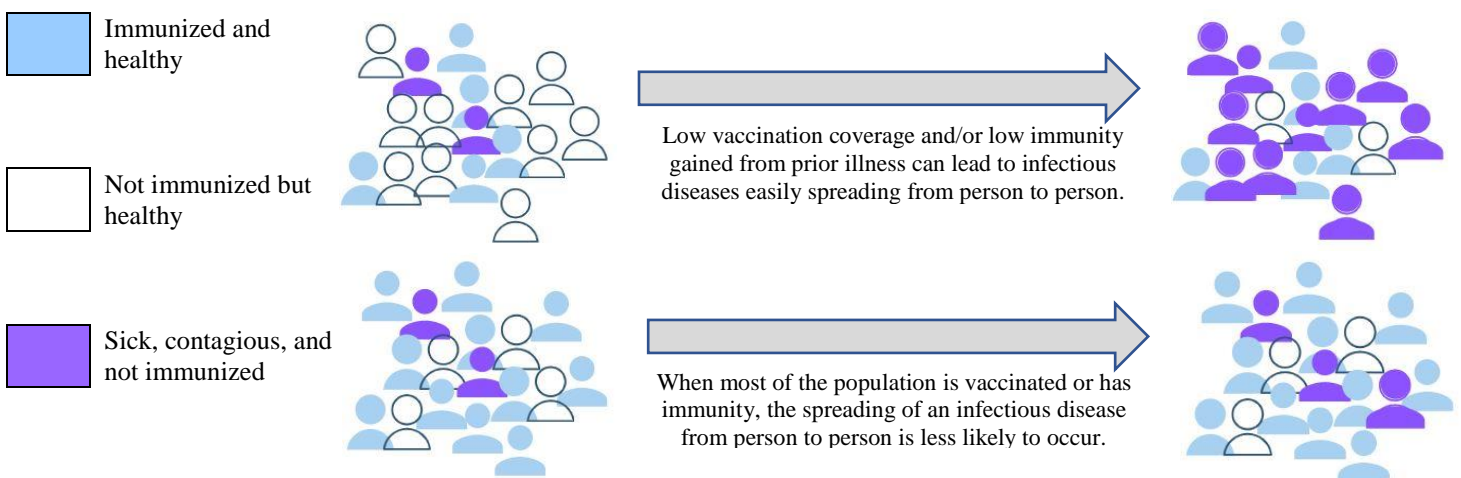 Immunized and
healthy
Low vaccination coverage and/or low immunity
gained from prior illness can lead to infectious
diseases easily spreading from person to person.
Not immunized but
healthy
Sick, contagious, and
not immunized
When most of the population is vaccinated or has
immunity, the spreading of an infectious disease
from person to person is less likely to occur.